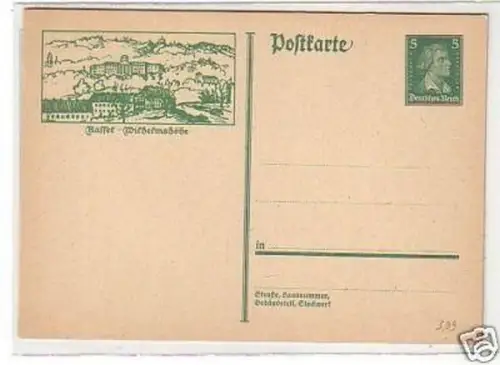 Postkarte
5 5
Deutsches Reich
Kassel - Wilhelmshöhe
in
Straße, Hausnummer,
Gebäudeteil, Stockwerk